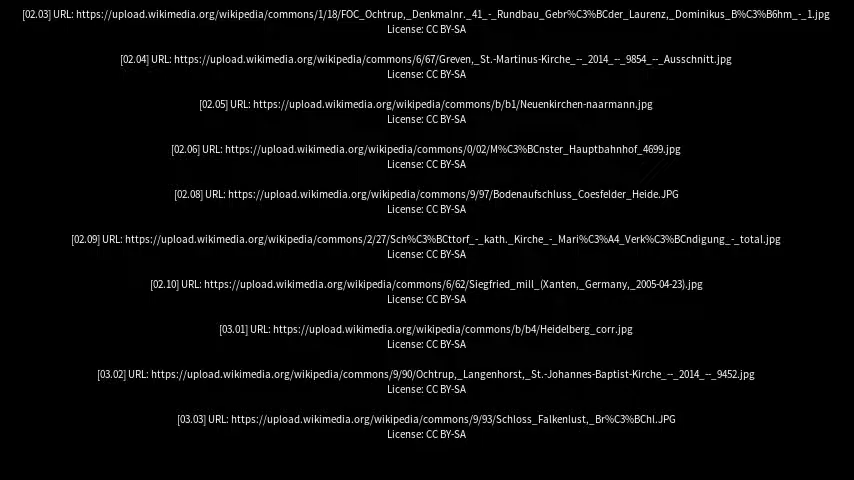 [02.03] URL: https://upload.wikimedia.org/wikipedia/commons/1/18/FOC_Ochtrup,_Denkmalnr._41_-_Rundbau_Gebr%C3%BCder_Laurenz,_Dominikus_B%C3%B6hm_-_1.jpg
License: CC BY-SA
[02.04] URL: https://upload.wikimedia.org/wikipedia/commons/6/67/Greven,_St.-Martinus-Kirche_--_2014_--_9854_--_Ausschnitt.jpg
License: CC BY-SA
[02.05] URL: https://upload.wikimedia.org/wikipedia/commons/b/b1/Neuenkirchen-naarmann.jpg
License: CC BY-SA
[02.06] URL: https://upload.wikimedia.org/wikipedia/commons/0/02/M%C3%BCnster_Hauptbahnhof_4699.jpg
License: CC BY-SA
[02.08] URL: https://upload.wikimedia.org/wikipedia/commons/9/97/Bodenaufschluss_Coesfelder_Heide.JPG
License: CC BY-SA
[02.09] URL: https://upload.wikimedia.org/wikipedia/commons/2/27/Sch%C3%BCttorf_-_kath._Kirche_-_Mari%C3%A4_Verk%C3%BCndigung_-_total.jpg
License: CC BY-SA
[02.10] URL: https://upload.wikimedia.org/wikipedia/commons/6/62/Siegfried_mill_(Xanten,_Germany,_2005-04-23).jpg
License: CC BY-SA
[03.01] URL: https://upload.wikimedia.org/wikipedia/commons/b/b4/Heidelberg_corr.jpg
License: CC BY-SA
[03.02] URL: https://upload.wikimedia.org/wikipedia/commons/9/90/Ochtrup,_Langenhorst,_St.-Johannes-Baptist-Kirche_--_2014_--_9452.jpg
License: CC BY-SA
[03.03] URL: https://upload.wikimedia.org/wikipedia/commons/9/93/Schloss_Falkenlust,_Br%C3%BChl.JPG
License: CC BY-SA